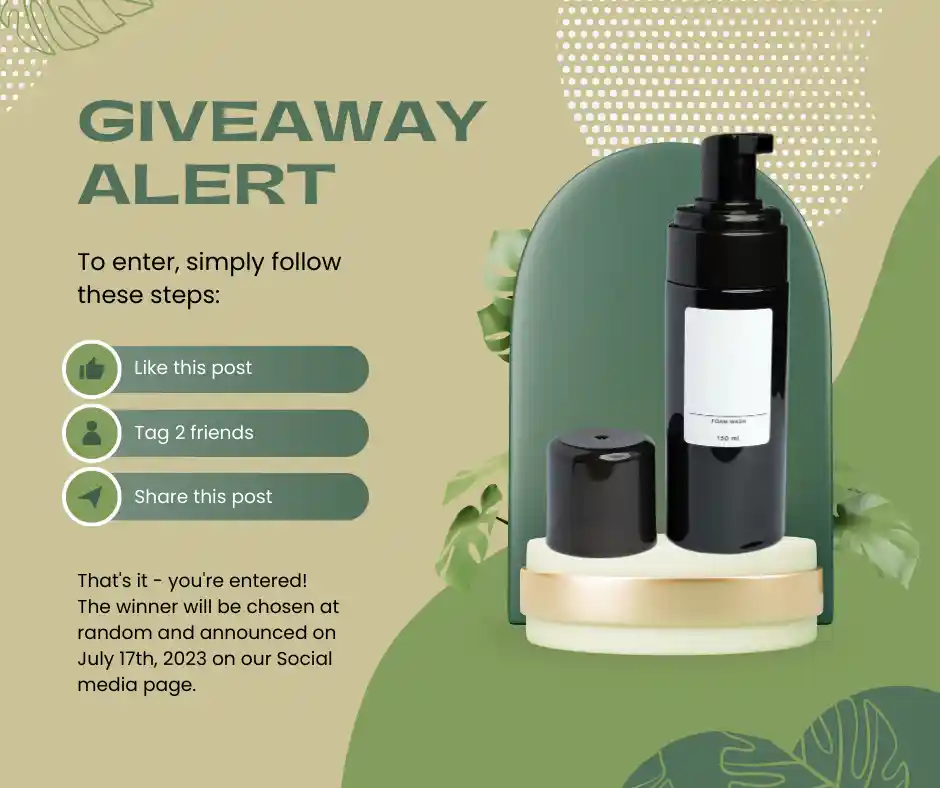 GIVEAWAY
ALERT
To enter, simply follow
these steps:
Like this post
Tag 2 friends
Share this post
That's it - you're entered!
The winner will be chosen at
random and announced on
July 17th, 2023 on our Social
media page.
FOAM WASH
150 ml